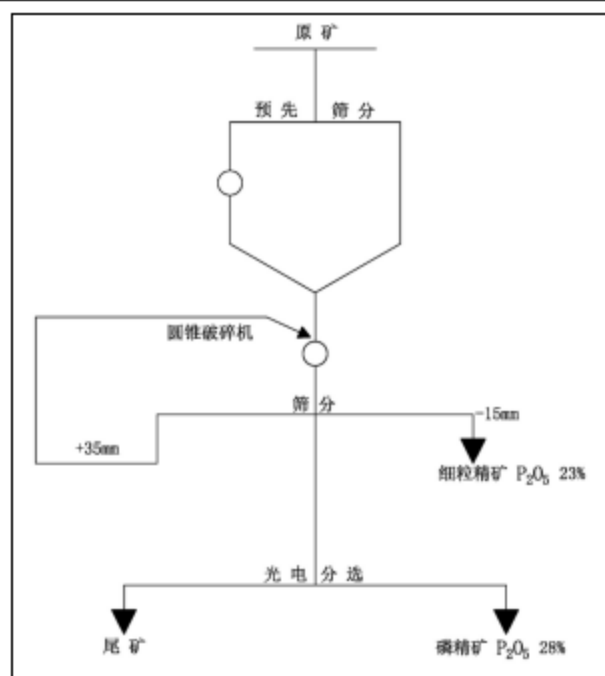 原 矿
预 先 筛 分
圆锥破碎机
筛 分
-15mm
+35mm
细粒精矿 P₂O₅ 23%
光 电 分 选
尾 矿
磷精矿 P₂O₅ 28%